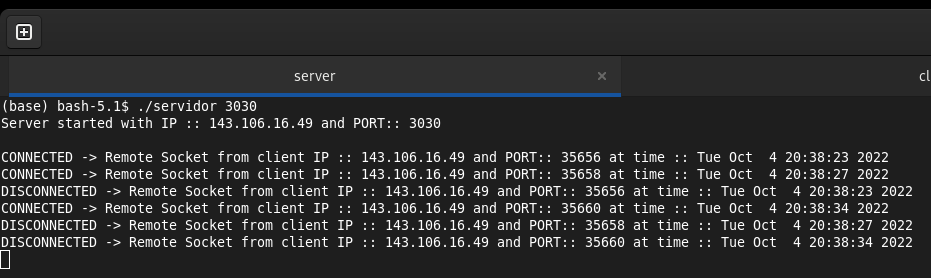 server ×
cl
(base) bash-5.1$ ./servidor 3030
Server started with IP :: 143.106.16.49 and PORT:: 3030
CONNECTED -> Remote Socket from client IP :: 143.106.16.49 and PORT:: 35656 at time :: Tue Oct  4 20:38:23 2022
CONNECTED -> Remote Socket from client IP :: 143.106.16.49 and PORT:: 35658 at time :: Tue Oct  4 20:38:27 2022
DISCONNECTED -> Remote Socket from client IP :: 143.106.16.49 and PORT:: 35656 at time :: Tue Oct  4 20:38:23 2022
CONNECTED -> Remote Socket from client IP :: 143.106.16.49 and PORT:: 35660 at time :: Tue Oct  4 20:38:34 2022
DISCONNECTED -> Remote Socket from client IP :: 143.106.16.49 and PORT:: 35658 at time :: Tue Oct  4 20:38:27 2022
DISCONNECTED -> Remote Socket from client IP :: 143.106.16.49 and PORT:: 35660 at time :: Tue Oct  4 20:38:34 2022